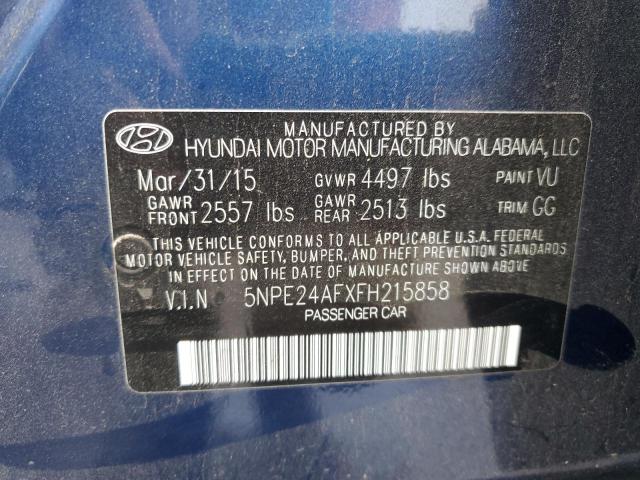 MANUFACTURED BY
HYUNDAI MOTOR MANUFACTURING ALABAMA, LLC
Mar/31/15 GVWR 4497 lbs PAINT VU
GAWR FRONT 2557 lbs GAWR REAR 2513 lbs TRIM GG
THIS VEHICLE CONFORMS TO ALL APPLICABLE U.S.A. FEDERAL
MOTOR VEHICLE SAFETY, BUMPER, AND THEFT PREVENTION STANDARDS
IN EFFECT ON THE DATE OF MANUFACTURE SHOWN ABOVE.
V.I.N 5NPE24AFXFH215858
PASSENGER CAR